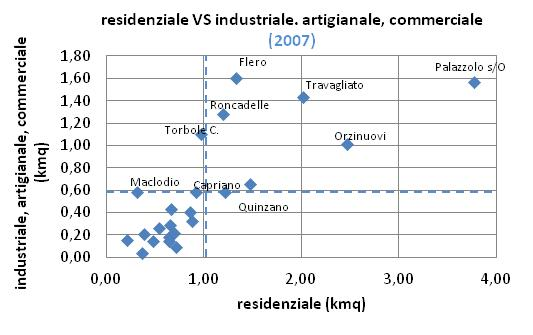 residenziale VS industriale. artigianale, commerciale
(2007)
industriale, artigianale, commerciale
(kmq)
1,80
1,60
1,40
1,20
1,00
0,80
0,60
0,40
0,20
0,00
Flero
Palazzolo s/O
Travagliato
Roncadelle
Torbole C.
Orzinuovi
Maclodio
Capriano
Quinzano
0,00 1,00 2,00 3,00 4,00
residenziale (kmq)